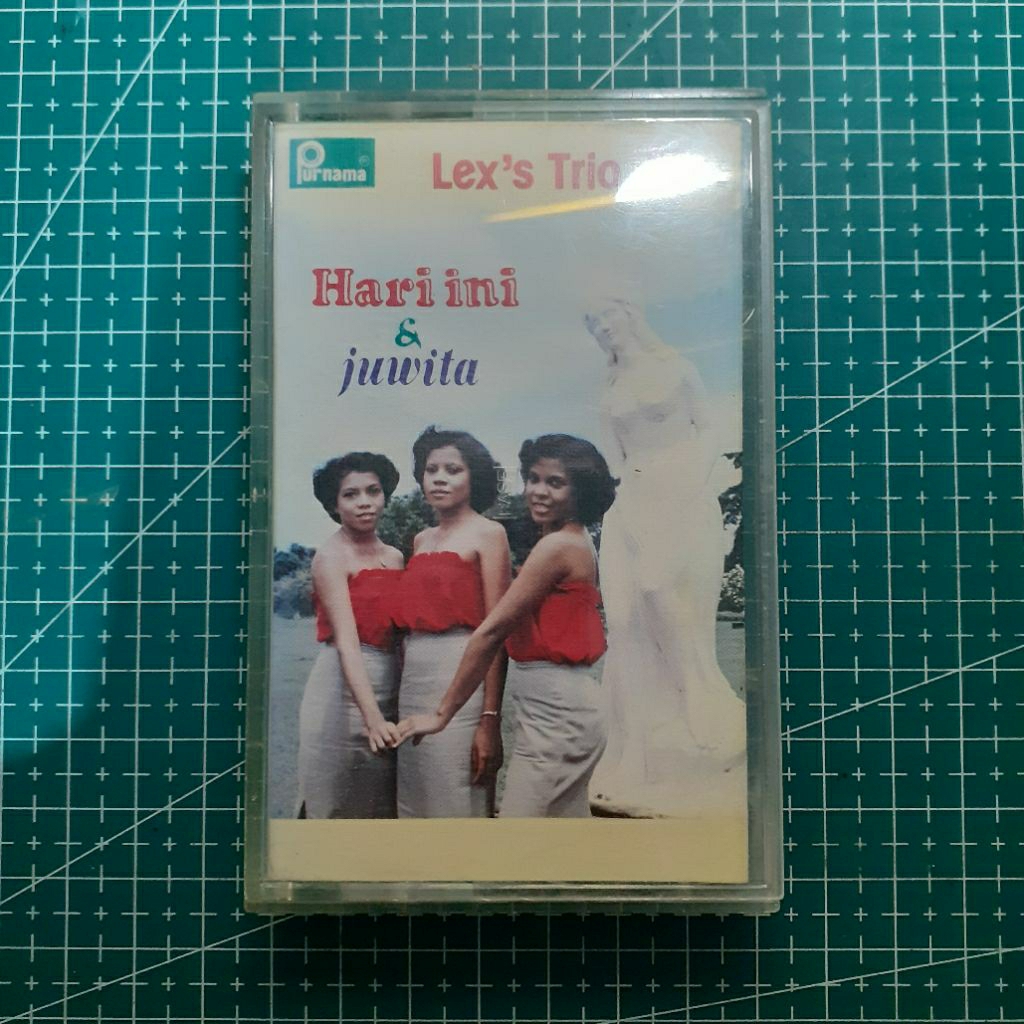 Purnama
Lex's Trio
Hari ini
&
juwita